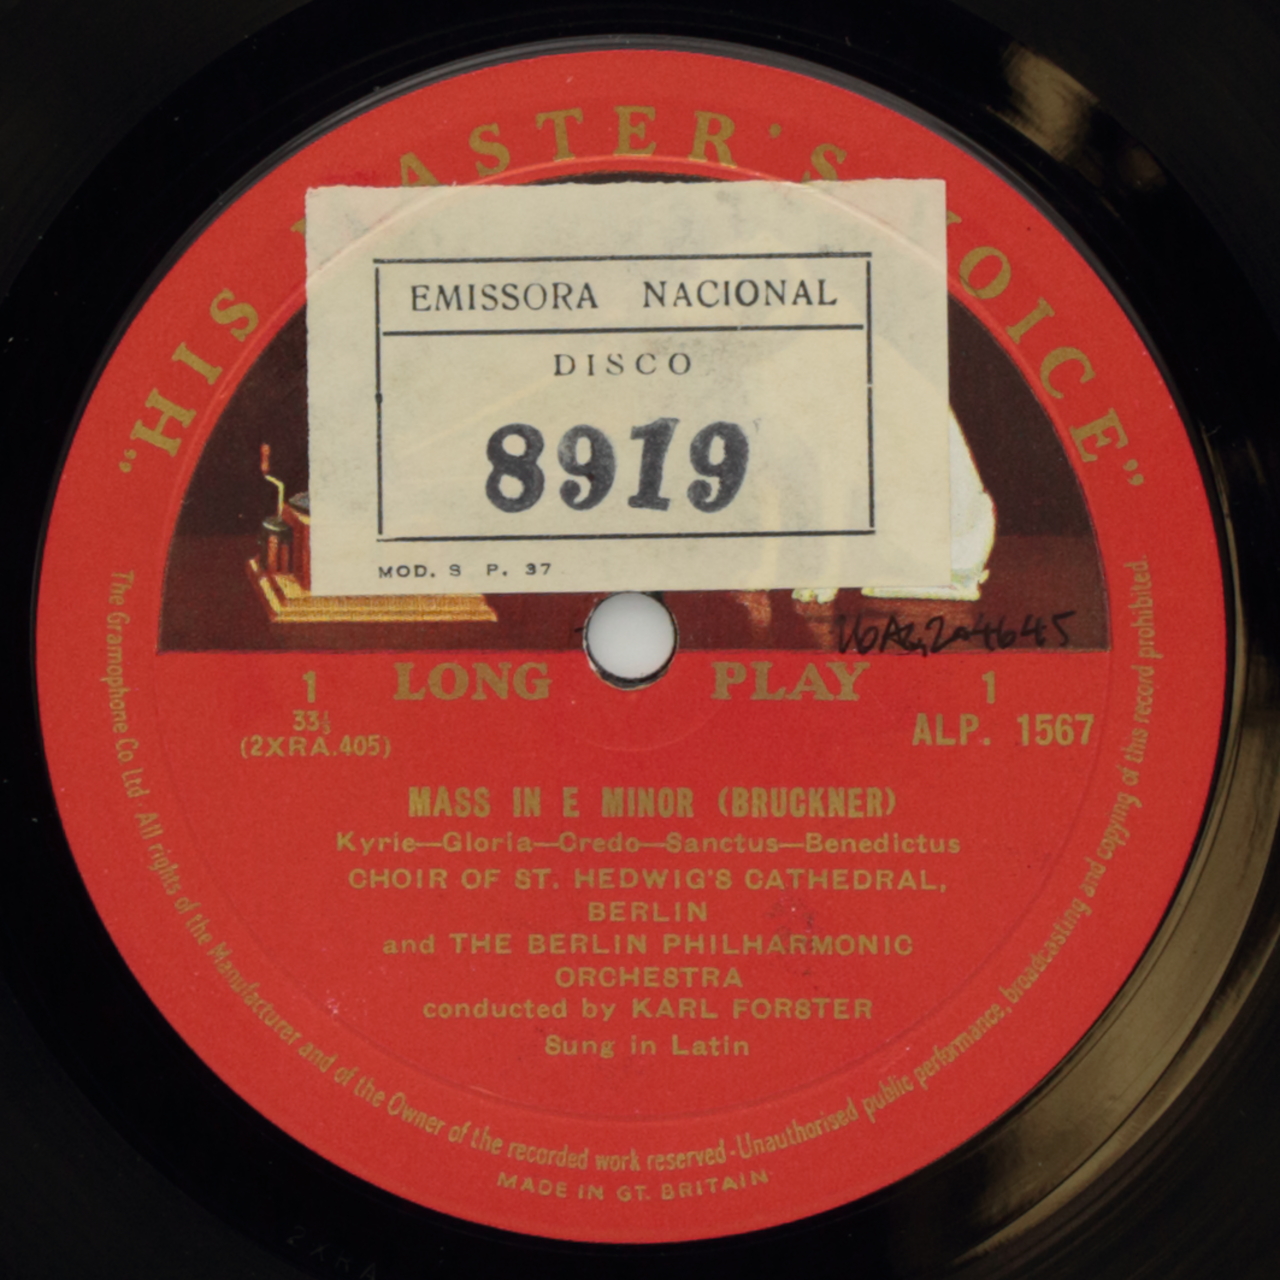 "HIS ASTER'S OICE"
EMISSORA NACIONAL
DISCO
8919
MOD. S P. 37
LONG PLAY
1
33⅓
(2XRA.405)
1
ALP. 1567
MASS IN E MINOR (BRUCKNER)
Kyrie—Gloria—Credo—Sanctus—Benedictus
CHOIR OF ST. HEDWIG'S CATHEDRAL,
BERLIN
and THE BERLIN PHILHARMONIC
ORCHESTRA
conducted by KARL FORSTER
Sung in Latin
The Gramophone Co Ltd · All rights of the Manufacturer and of the Owner of the recorded work reserved · Unauthorised public performance, broadcasting and copying of this record prohibited.
MADE IN GT. BRITAIN